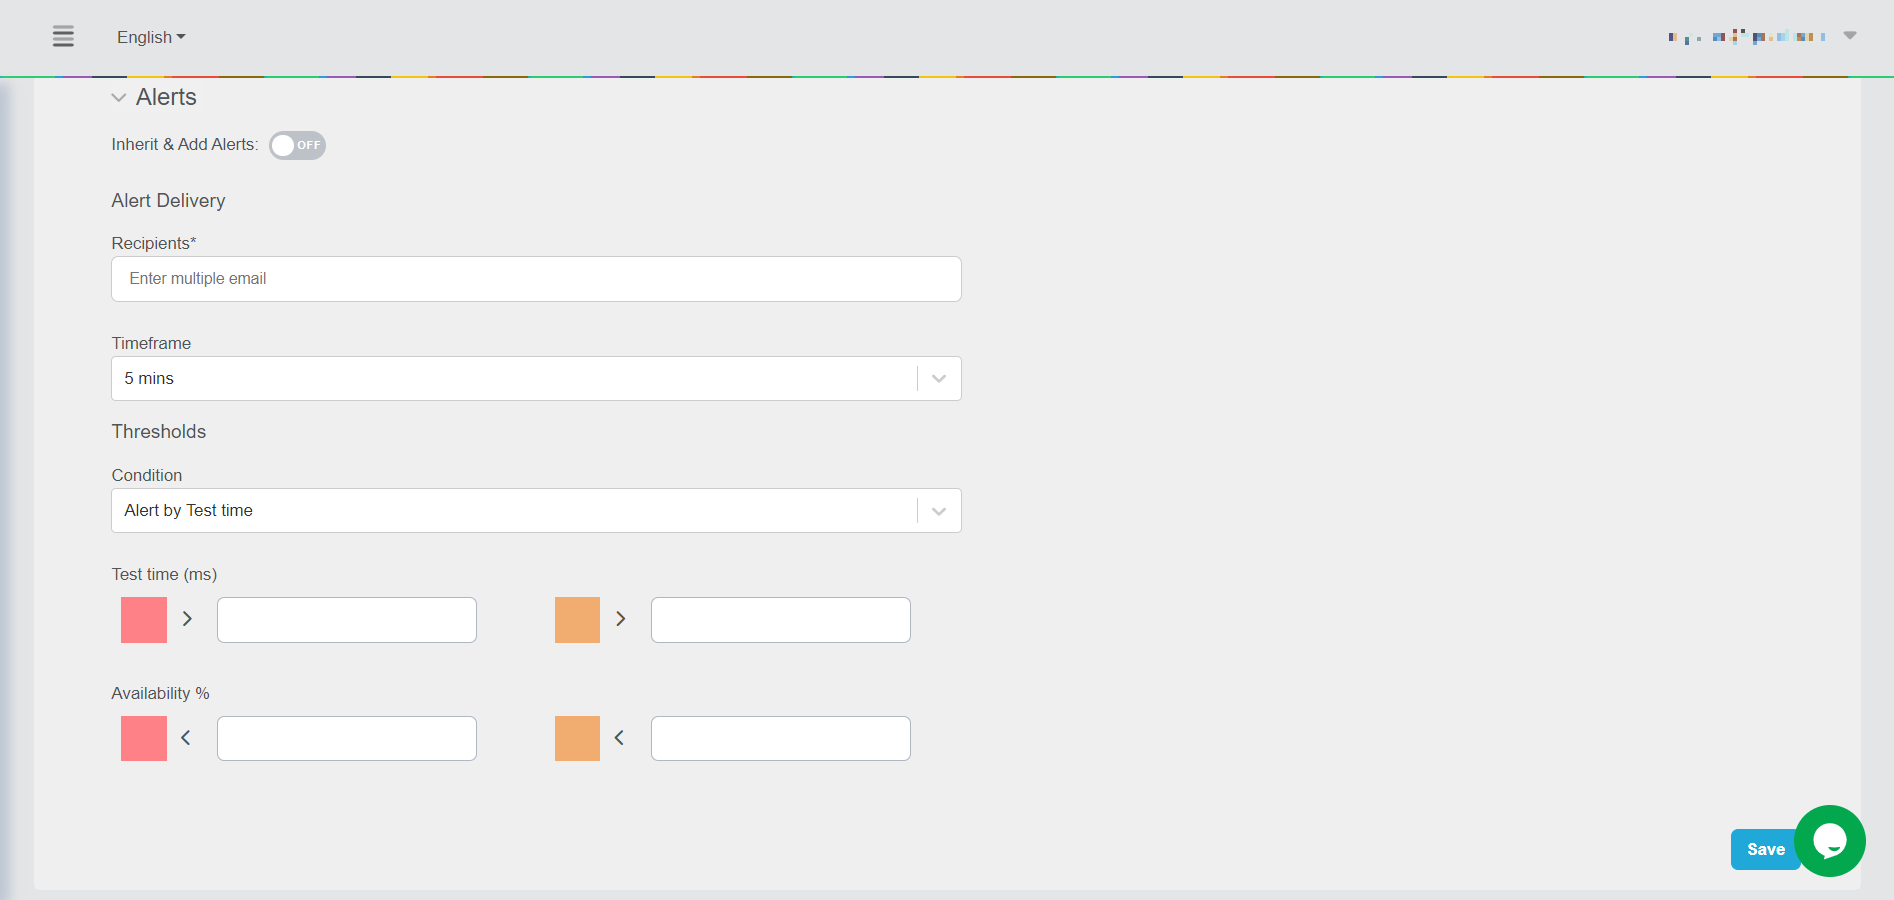 English
Alerts
Inherit & Add Alerts: OFF
Alert Delivery
Recipients*
Enter multiple email
Timeframe
5 mins
Thresholds
Condition
Alert by Test time
Test time (ms)
Availability %
Save